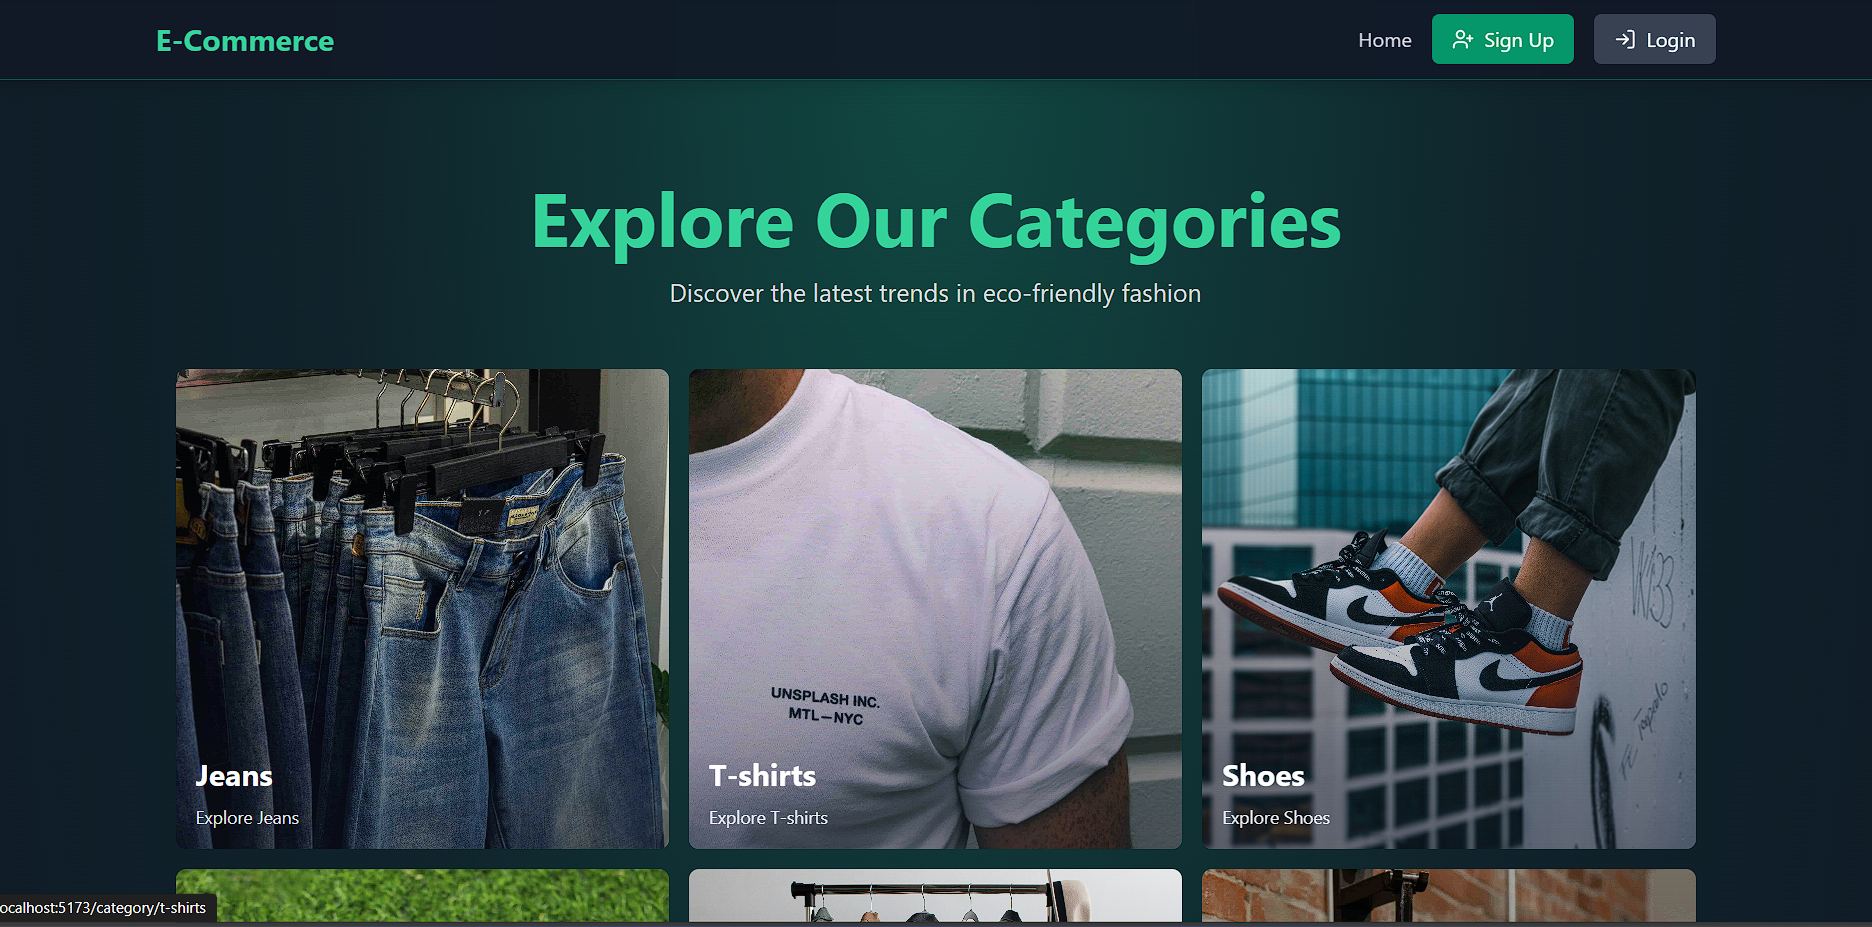 E-Commerce
Home
Sign Up
Login
Explore Our Categories
Discover the latest trends in eco-friendly fashion
UNSPLASH INC.
MTL—NYC
Jeans
Explore Jeans
T-shirts
Explore T-shirts
Shoes
Explore Shoes
ocalhost:5173/category/t-shirts